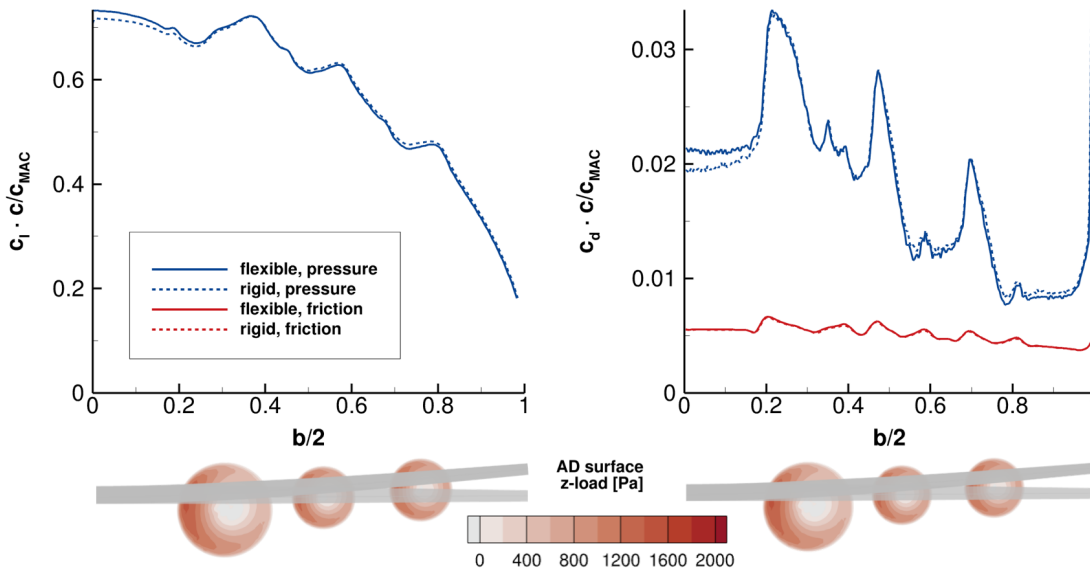 0.6
0.4
0.2
0
c_l · c/c_MAC
flexible, pressure
rigid, pressure
flexible, friction
rigid, friction
0 0.2 0.4 0.6 0.8 1
b/2
0.03
0.02
0.01
0
c_d · c/c_MAC
0 0.2 0.4 0.6 0.8
b/2
AD surface
z-load [Pa]
0 400 800 1200 1600 2000